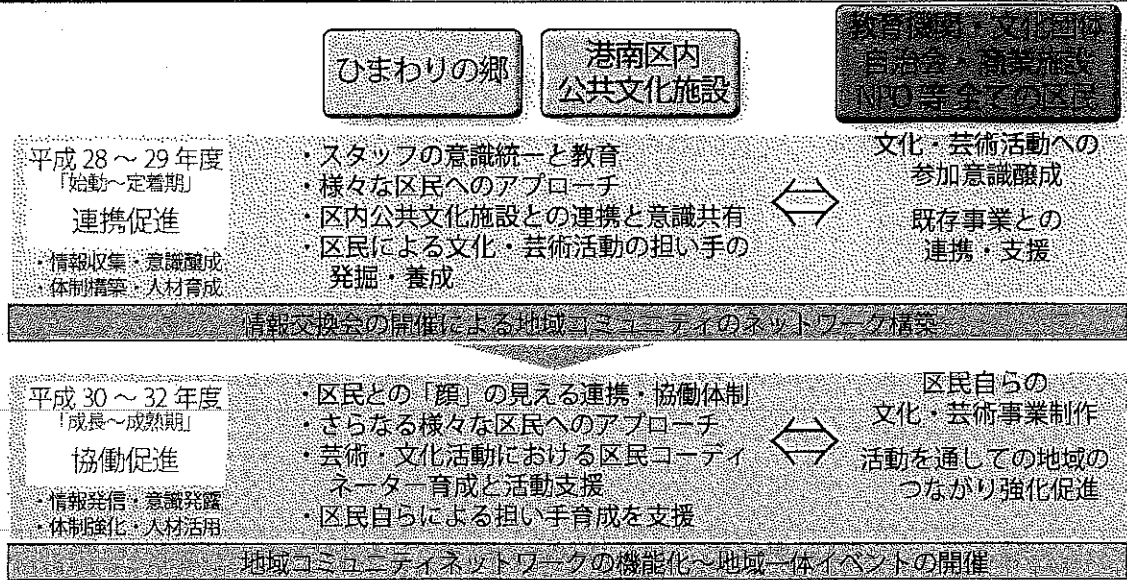 ひまわりの郷
港南区内
公共文化施設
教育機関・文化団体
自治会・商業施設
NPO等全ての区民
平成28～29年度
「始動～定着期」
連携促進
・情報収集・意識醸成
・体制構築・人材育成
・スタッフの意識統一と教育
・様々な区民へのアプローチ
・区内公共文化施設との連携と意識共有
・区民による文化・芸術活動の担い手の
発掘・養成
文化・芸術活動への
参加意識醸成
既存事業との
連携・支援
情報交換会の開催による地域コミュニティのネットワーク構築
平成30～32年度
「成長～成熟期」
協働促進
・情報発信・意識発露
・体制強化・人材活用
・区民との「顔」の見える連携・協働体制
・さらなる様々な区民へのアプローチ
・芸術・文化活動における区民コーディ
ネーター育成と活動支援
・区民自らによる担い手育成を支援
区民自らの
文化・芸術事業制作
活動を通しての地域の
つながり強化促進
地域コミュニティネットワークの機能化～地域一体イベントの開催